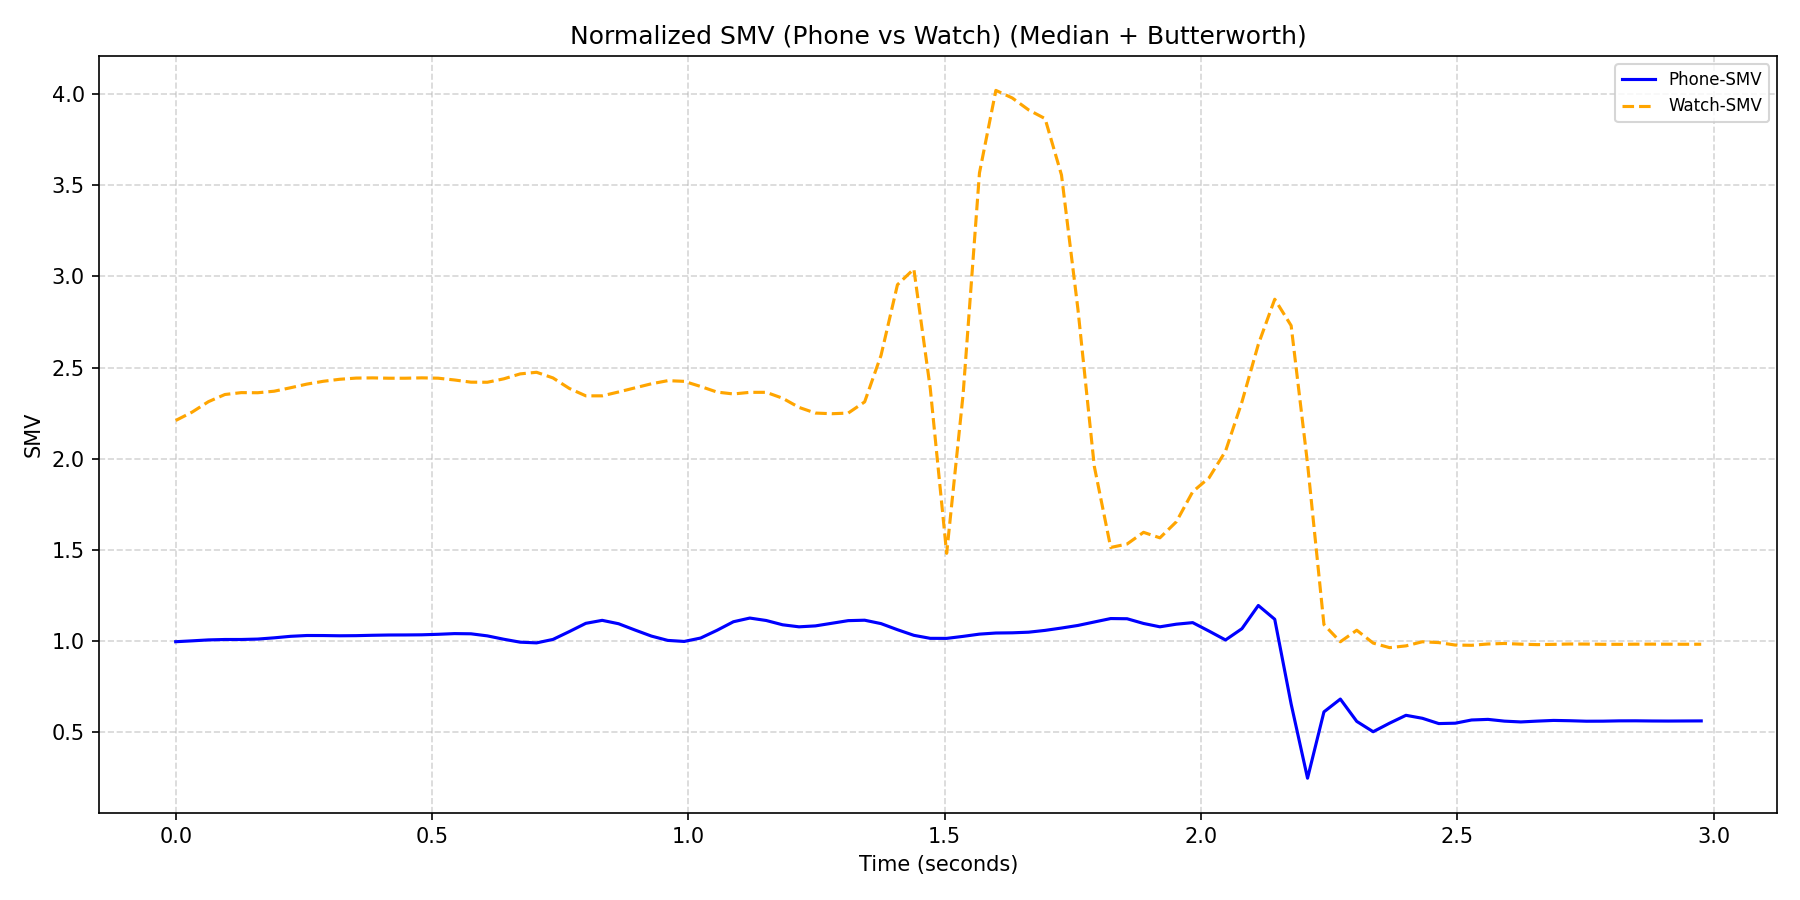 Normalized SMV (Phone vs Watch) (Median + Butterworth)
Phone-SMV
Watch-SMV
SMV
4.0
3.5
3.0
2.5
2.0
1.5
1.0
0.5
0.0 0.5 1.0 1.5 2.0 2.5 3.0
Time (seconds)